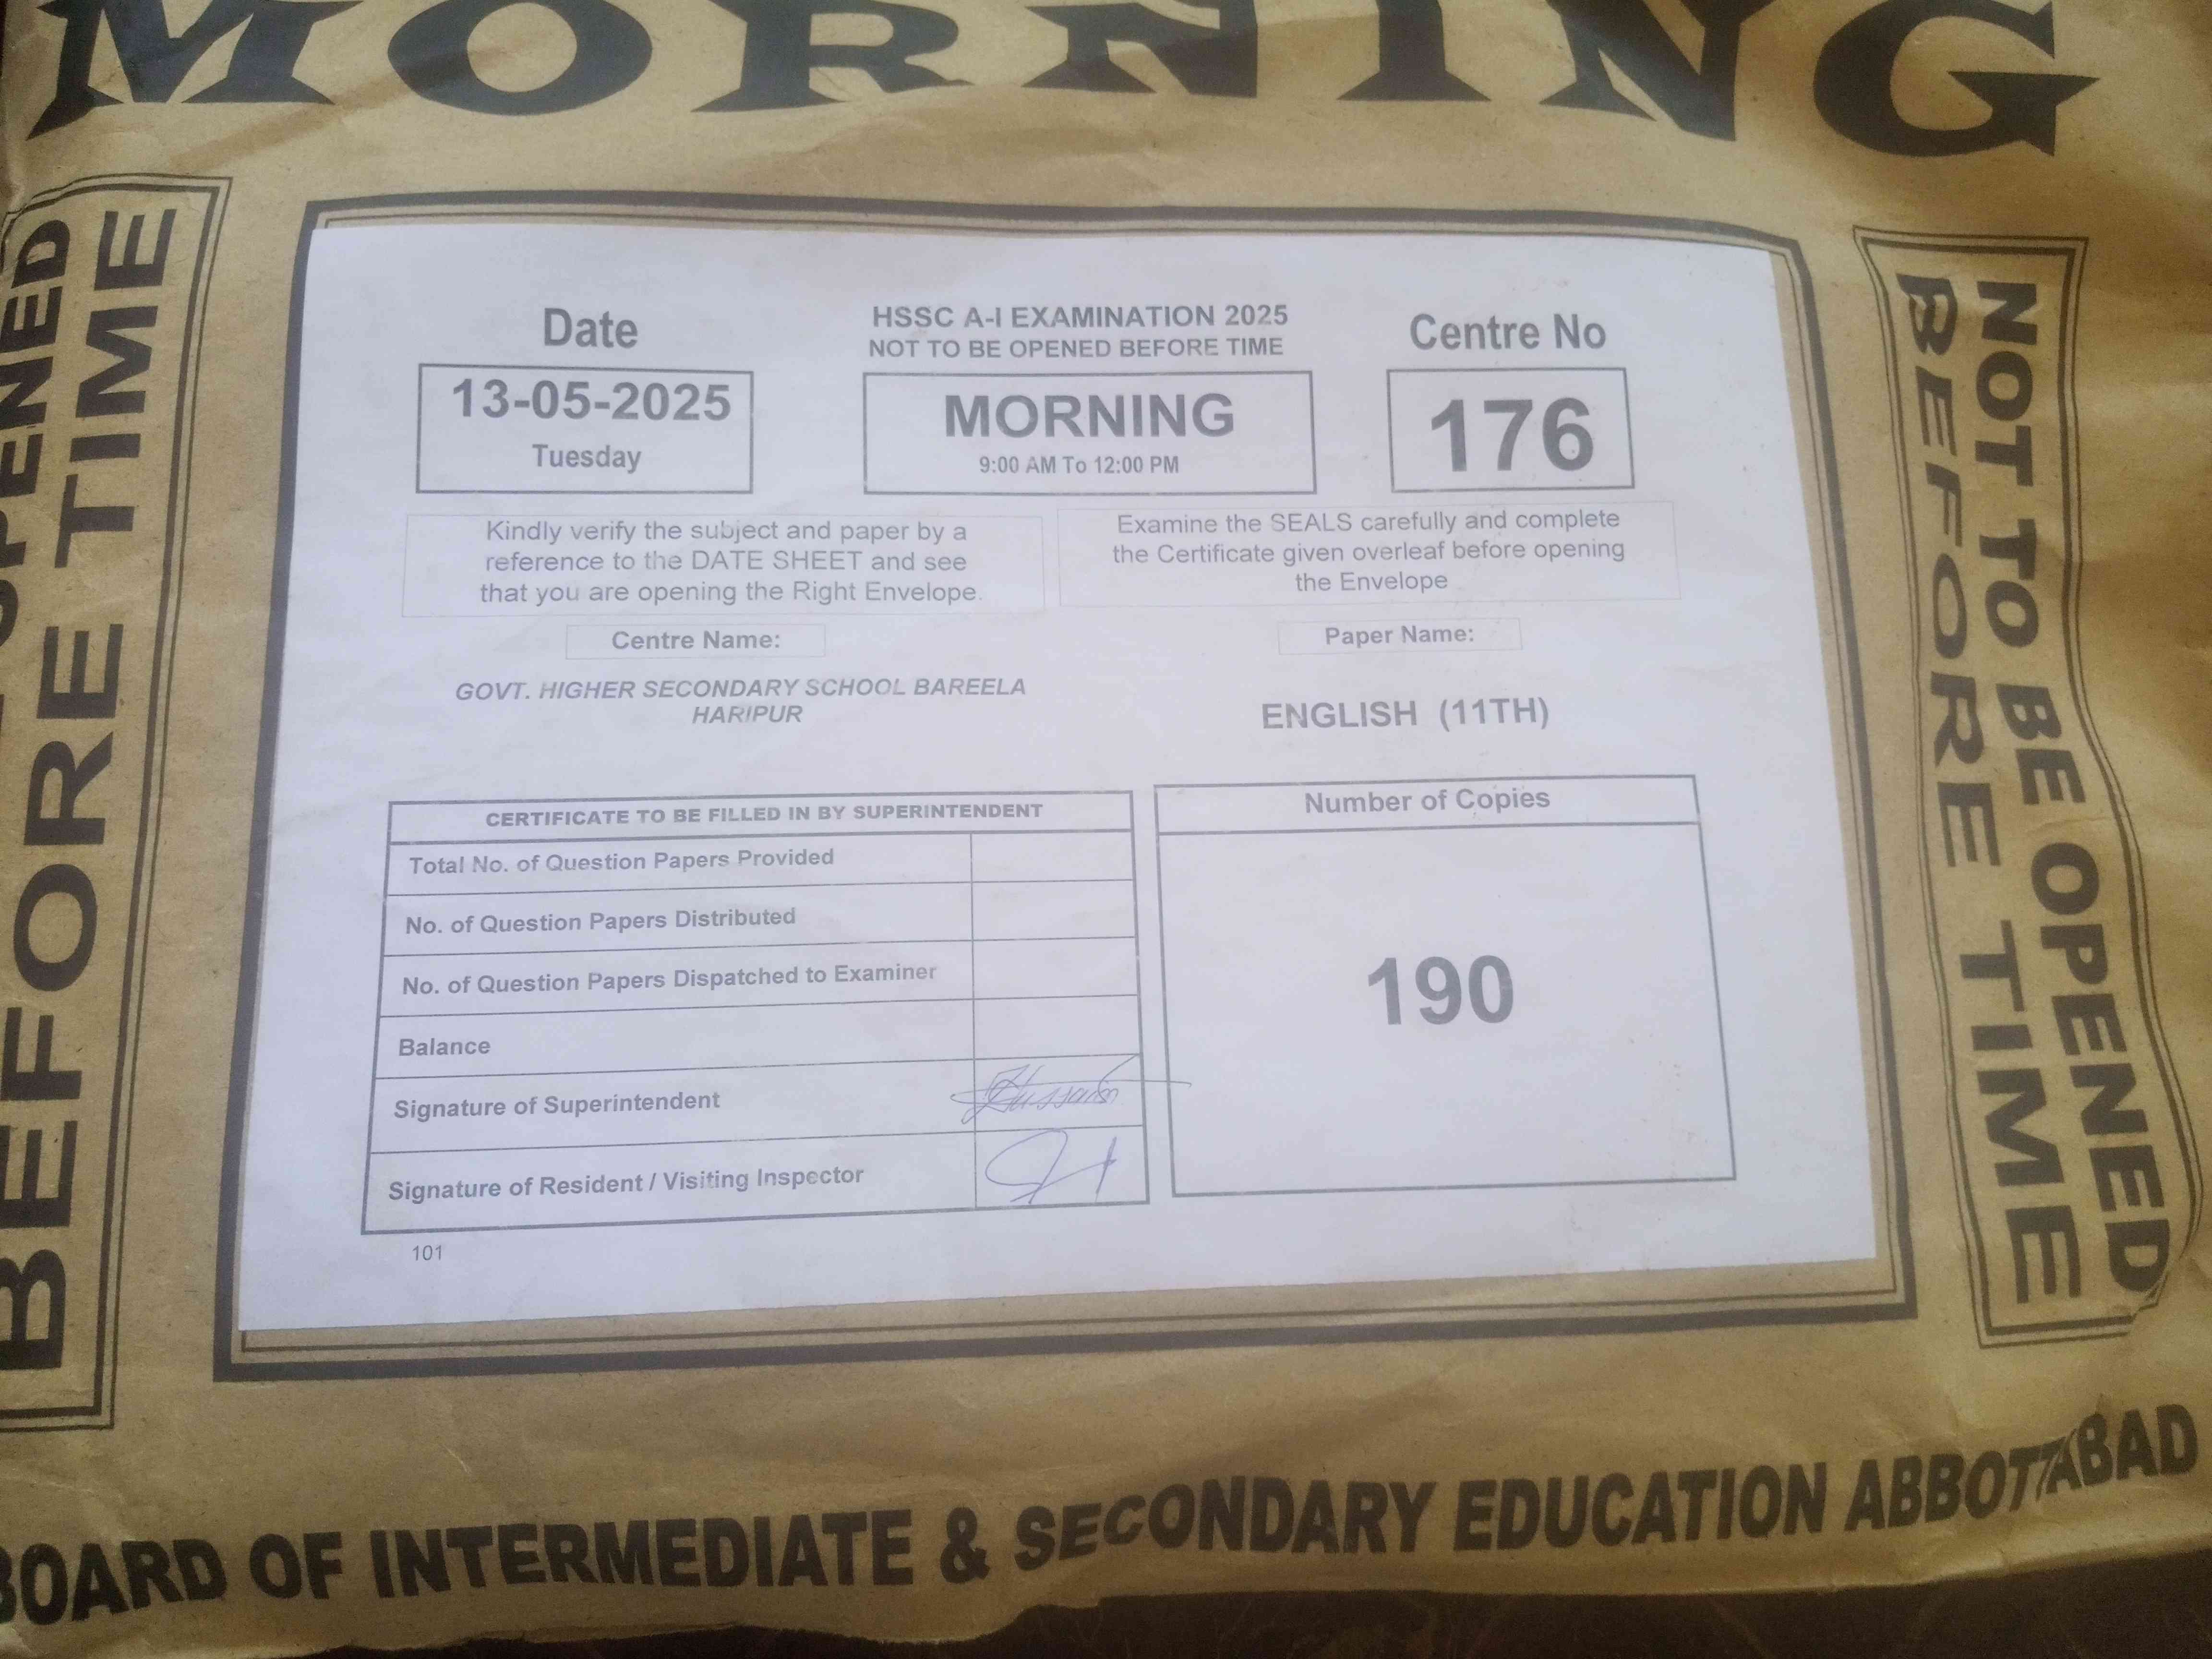 MORNING
OPENED
BEFORE TIME
NOT TO BE OPENED
BEFORE TIME
Date
13-05-2025
Tuesday
HSSC A-I EXAMINATION 2025
NOT TO BE OPENED BEFORE TIME
MORNING
9:00 AM To 12:00 PM
Centre No
176
Kindly verify the subject and paper by a
reference to the DATE SHEET and see
that you are opening the Right Envelope.
Examine the SEALS carefully and complete
the Certificate given overleaf before opening
the Envelope
Centre Name:
GOVT. HIGHER SECONDARY SCHOOL BAREELA
HARIPUR
Paper Name:
ENGLISH (11TH)
CERTIFICATE TO BE FILLED IN BY SUPERINTENDENT
Total No. of Question Papers Provided
No. of Question Papers Distributed
No. of Question Papers Dispatched to Examiner
Balance
Signature of Superintendent
Signature of Resident / Visiting Inspector
101
Number of Copies
190
BOARD OF INTERMEDIATE & SECONDARY EDUCATION ABBOTTABAD